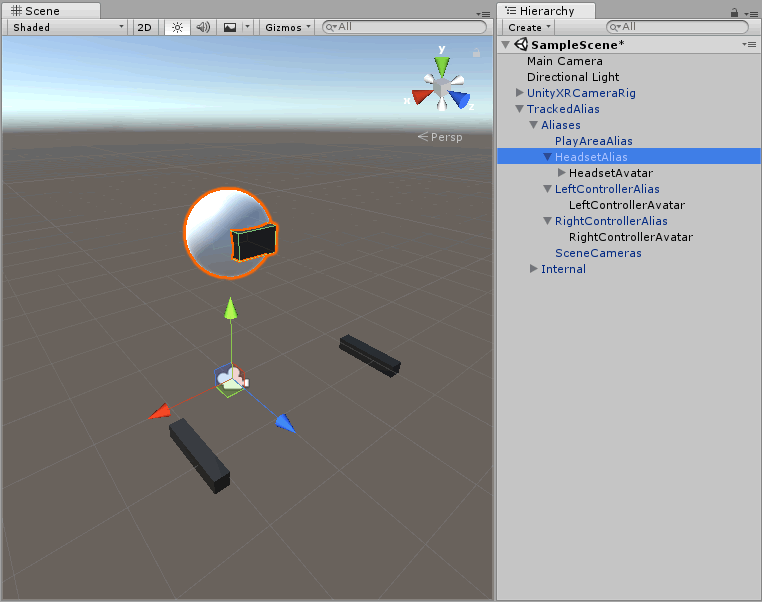 Scene
Shaded 2D Gizmos All
y
x z
Persp
Hierarchy
Create All
SampleScene*
Main Camera
Directional Light
UnityXRCameraRig
TrackedAlias
Aliases
PlayAreaAlias
HeadsetAlias
HeadsetAvatar
LeftControllerAlias
LeftControllerAvatar
RightControllerAlias
RightControllerAvatar
SceneCameras
Internal